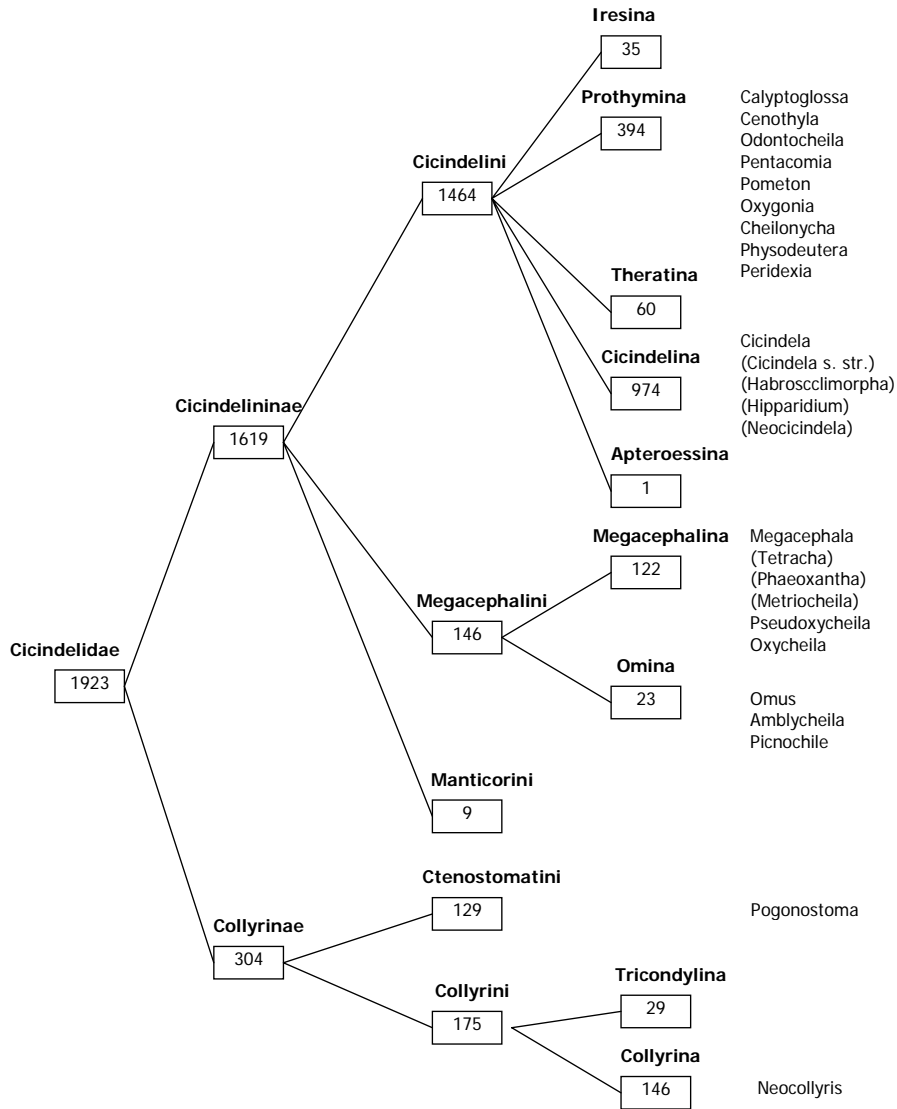 Iresina
35
Prothymina
394
Calyptoglossa
Cenothyla
Odontocheila
Pentacomia
Pometon
Oxygonia
Cheilonycha
Physodeutera
Peridexia
Cicindelini
1464
Theratina
60
Cicindelina
974
Cicindela
(Cicindela s. str.)
(Habroscclimorpha)
(Hipparidium)
(Neocicindela)
Cicindelininae
1619
Apteroessina
1
Megacephalina
122
Megacephala
(Tetracha)
(Phaeoxantha)
(Metriocheila)
Pseudoxycheila
Oxycheila
Megacephalini
146
Cicindelidae
1923
Omina
23
Omus
Amblycheila
Picnochile
Manticorini
9
Ctenostomatini
129
Pogonostoma
Collyrinae
304
Collyrini
175
Tricondylina
29
Collyrina
146
Neocollyris